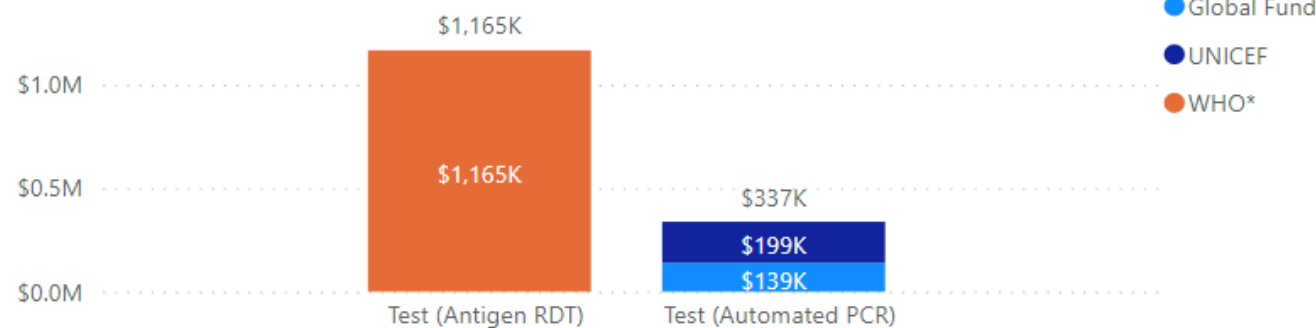 Global Fund
$1,165K
UNICEF
$1.0M
WHO*
$1,165K
$0.5M
$337K
$199K
$139K
$0.0M
Test (Antigen RDT) Test (Automated PCR)